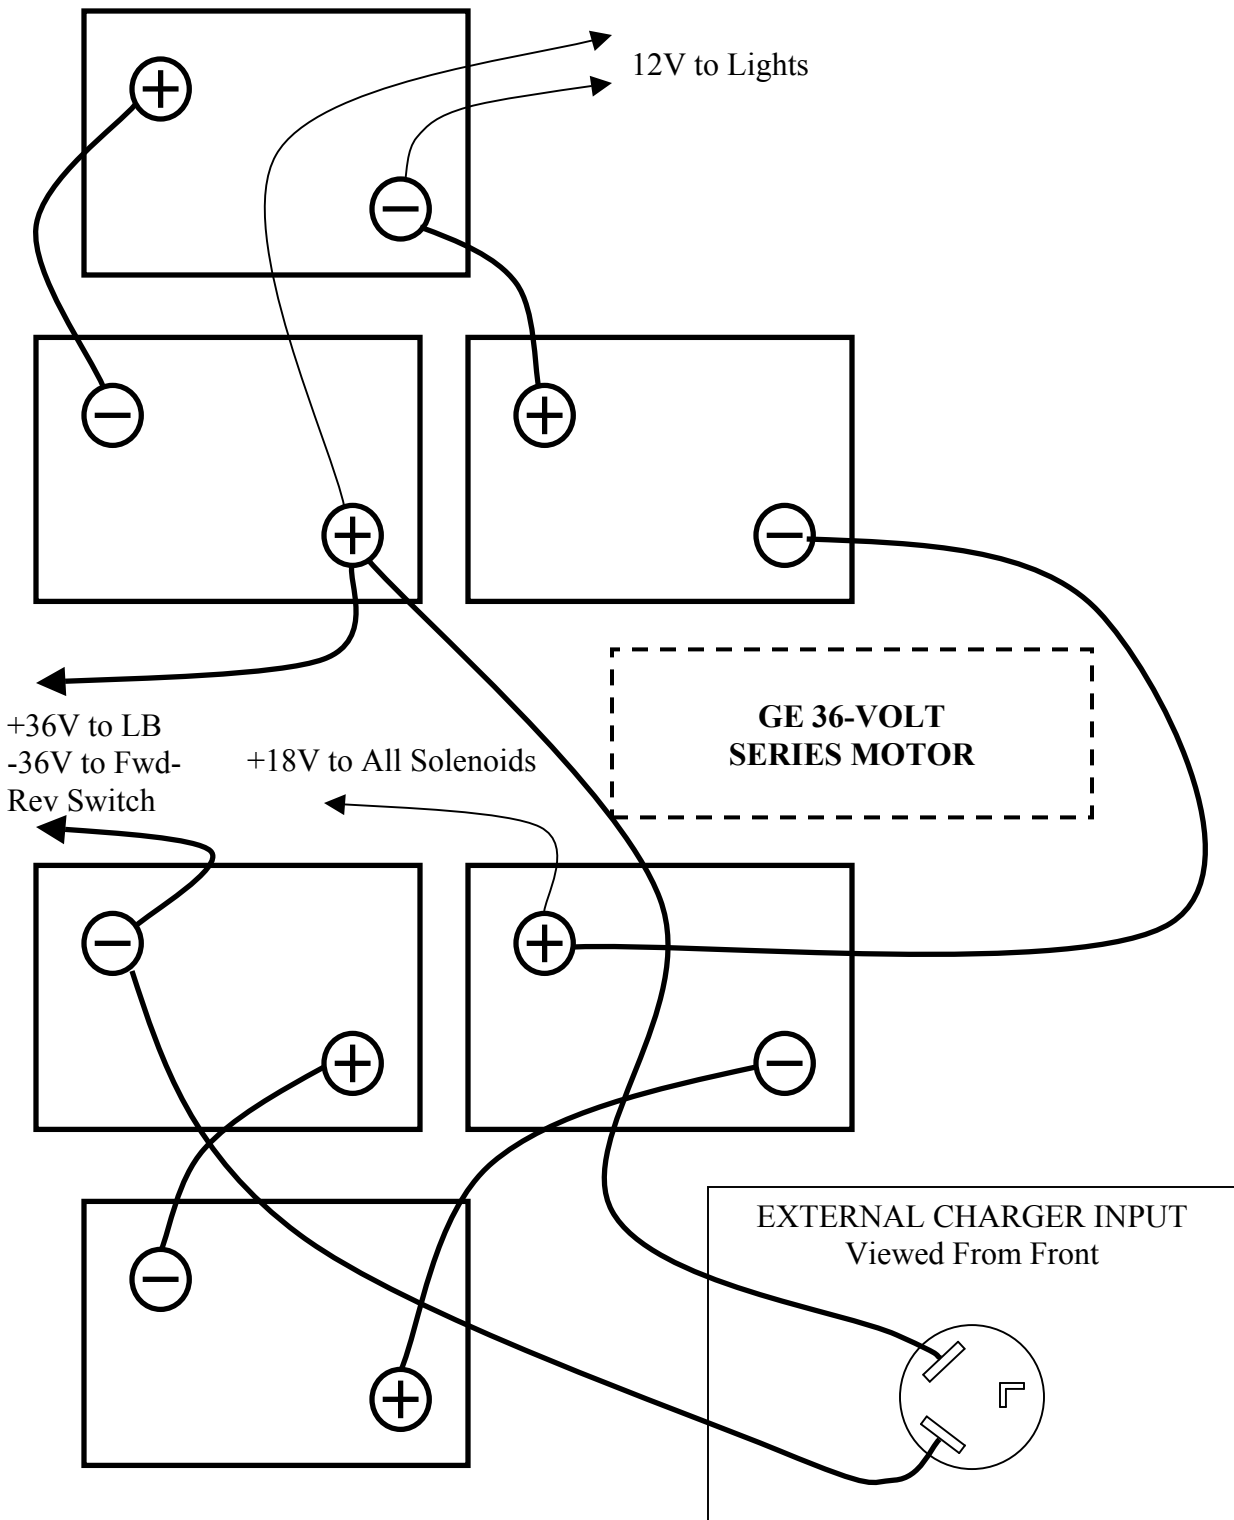 12V to Lights
+36V to LB
-36V to Fwd-
Rev Switch
+18V to All Solenoids
GE 36-VOLT
SERIES MOTOR
EXTERNAL CHARGER INPUT
Viewed From Front